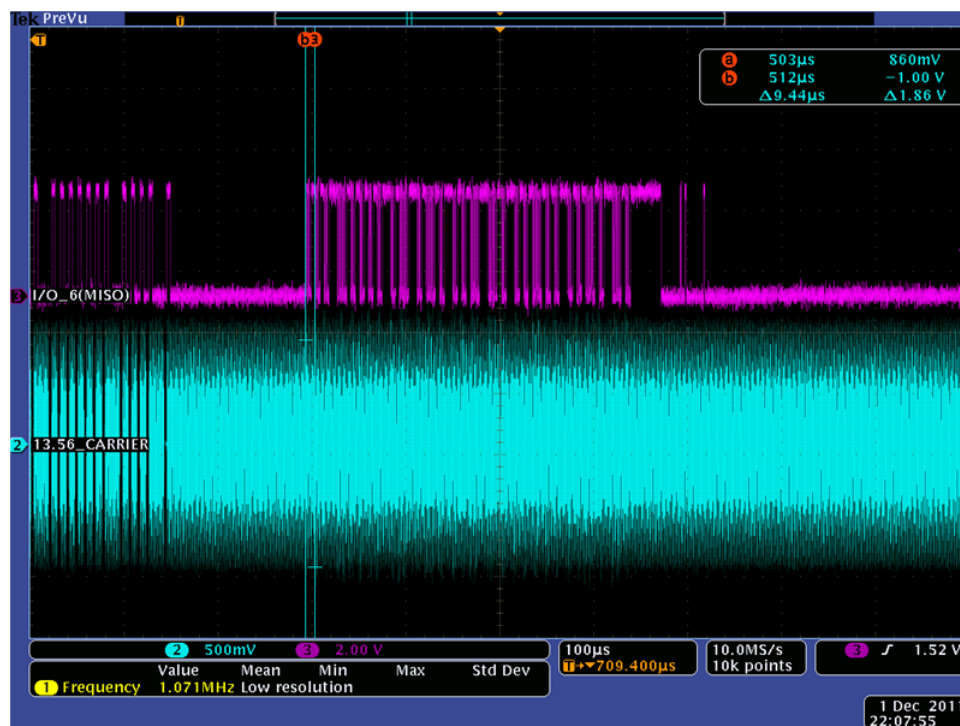 Tek PreVu
T
T
b 3
a 503µs 860mV
b 512µs −1.00 V
Δ9.44µs Δ1.86 V
3 I/O_6(MISO)
2 13.56_CARRIER
2 500mV 3 2.00 V
100µs
T→▼709.400µs
10.0MS/s
10k points
3 1.52 V
Value Mean Min Max Std Dev
1 Frequency 1.071MHz Low resolution
1 Dec 2017
22:07:55